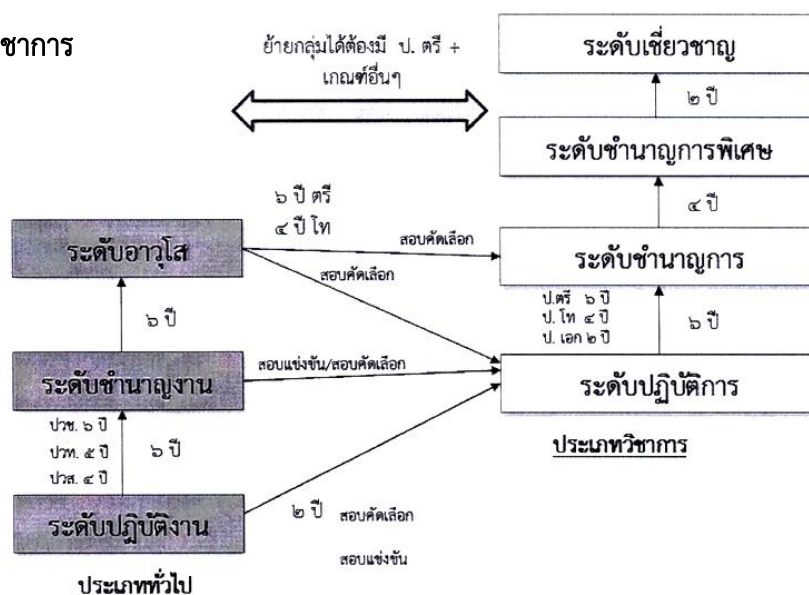 ชาการ
ย้ายกลุ่มได้ต้องมี ป. ตรี +
เกณฑ์อื่นๆ
ระดับเชี่ยวชาญ
๒ ปี
ระดับชำนาญการพิเศษ
๔ ปี
๖ ปี ตรี
๔ ปี โท
ระดับอาวุโส
สอบคัดเลือก
ระดับชำนาญการ
สอบคัดเลือก
๖ ปี
ป.ตรี ๖ ปี
ป. โท ๔ ปี
ป. เอก ๒ ปี
๖ ปี
สอบแข่งขัน/สอบคัดเลือก
ระดับชำนาญงาน
ระดับปฏิบัติการ
ปวช. ๖ ปี
ปวท. ๕ ปี
ปวส. ๔ ปี
๖ ปี
ประเภทวิชาการ
ระดับปฏิบัติงาน
๒ ปี
สอบคัดเลือก
สอบแข่งขัน
ประเภททั่วไป